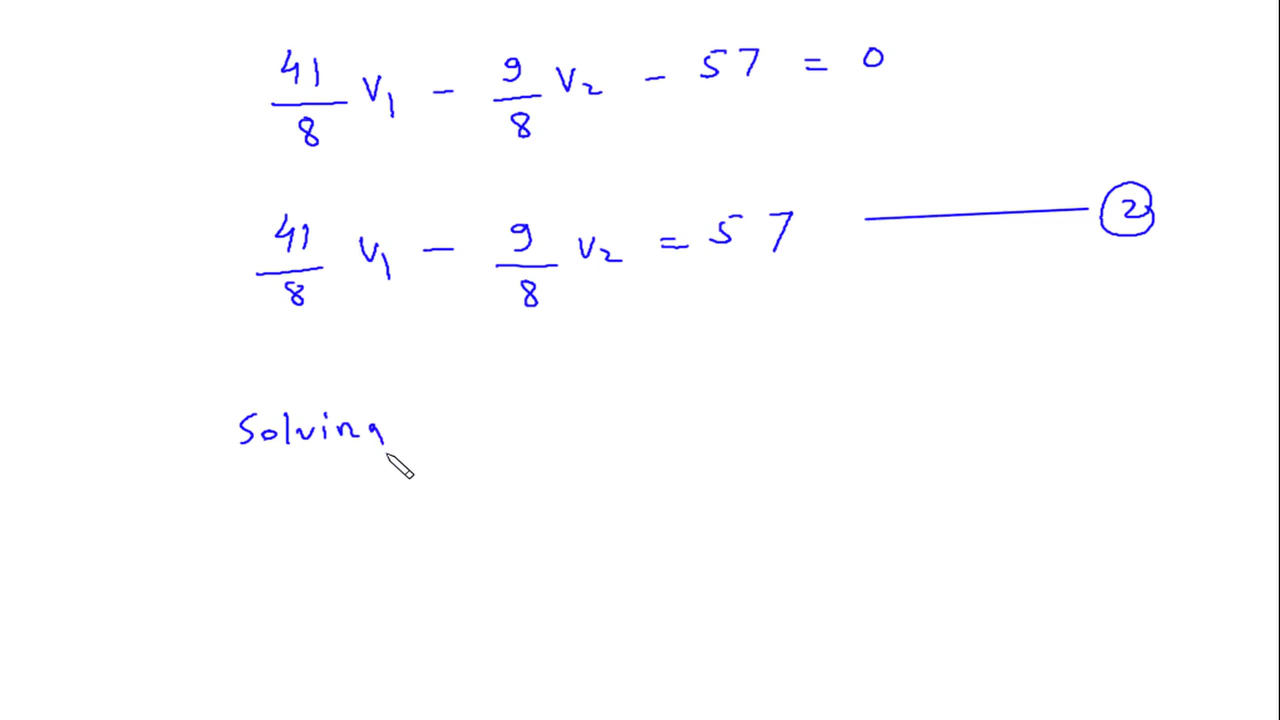 41/8 V₁ - 9/8 V₂ - 57 = 0
41/8 V₁ - 9/8 V₂ = 57 ——— ②
Solving